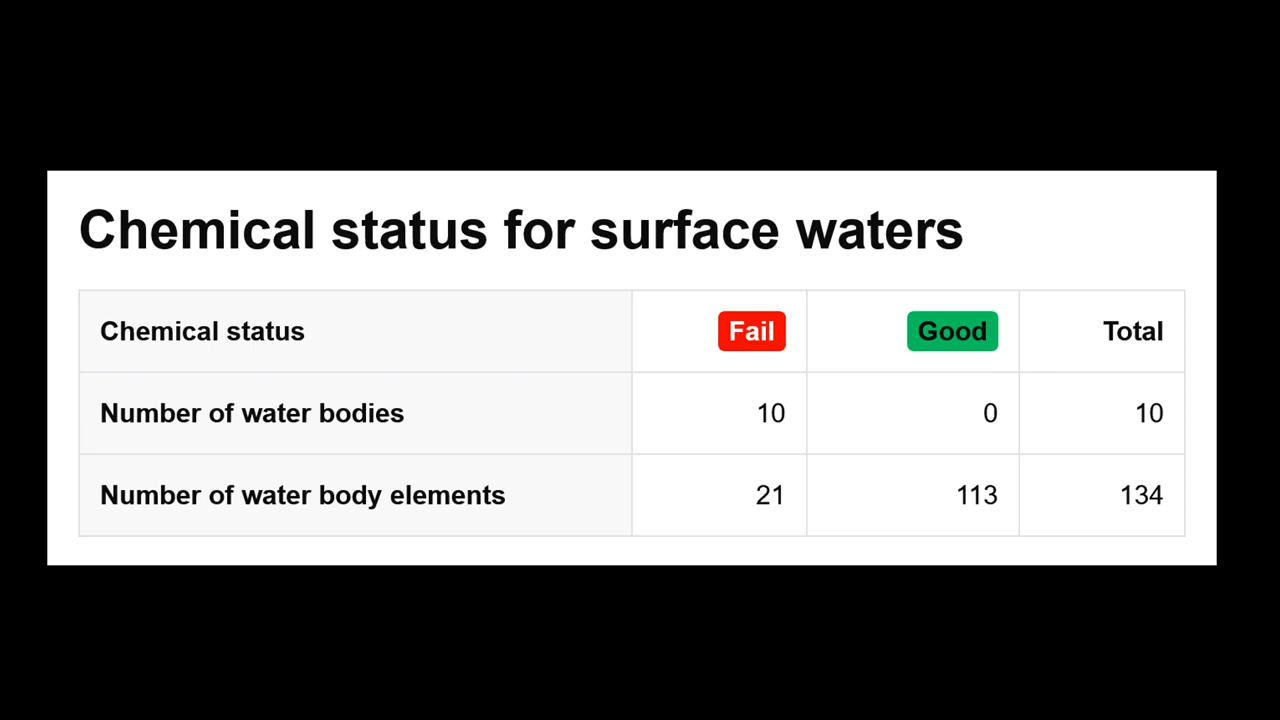 Chemical status for surface waters
Chemical status Fail Good Total
Number of water bodies 10 0 10
Number of water body elements 21 113 134